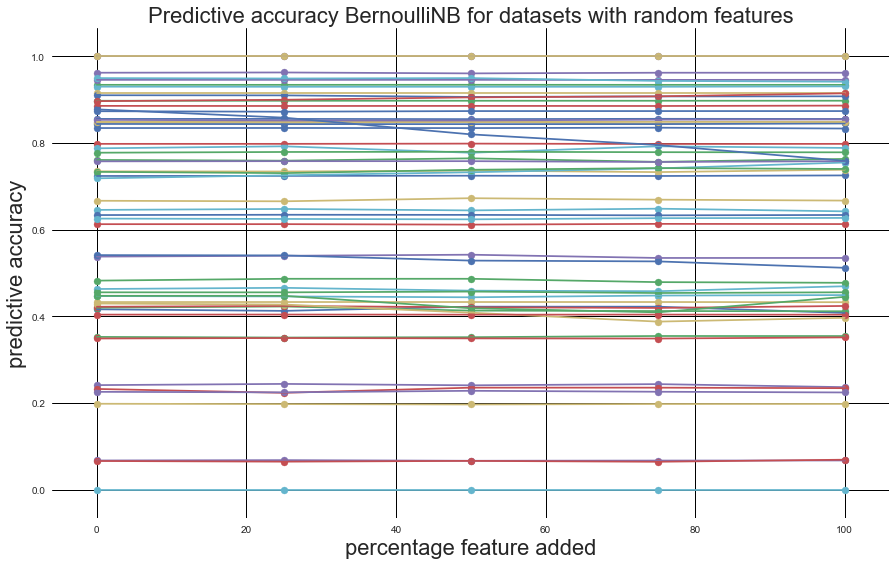 Predictive accuracy BernoulliNB for datasets with random features
predictive accuracy
1.0
0.8
0.6
0.4
0.2
0.0
0 20 40 60 80 100
percentage feature added